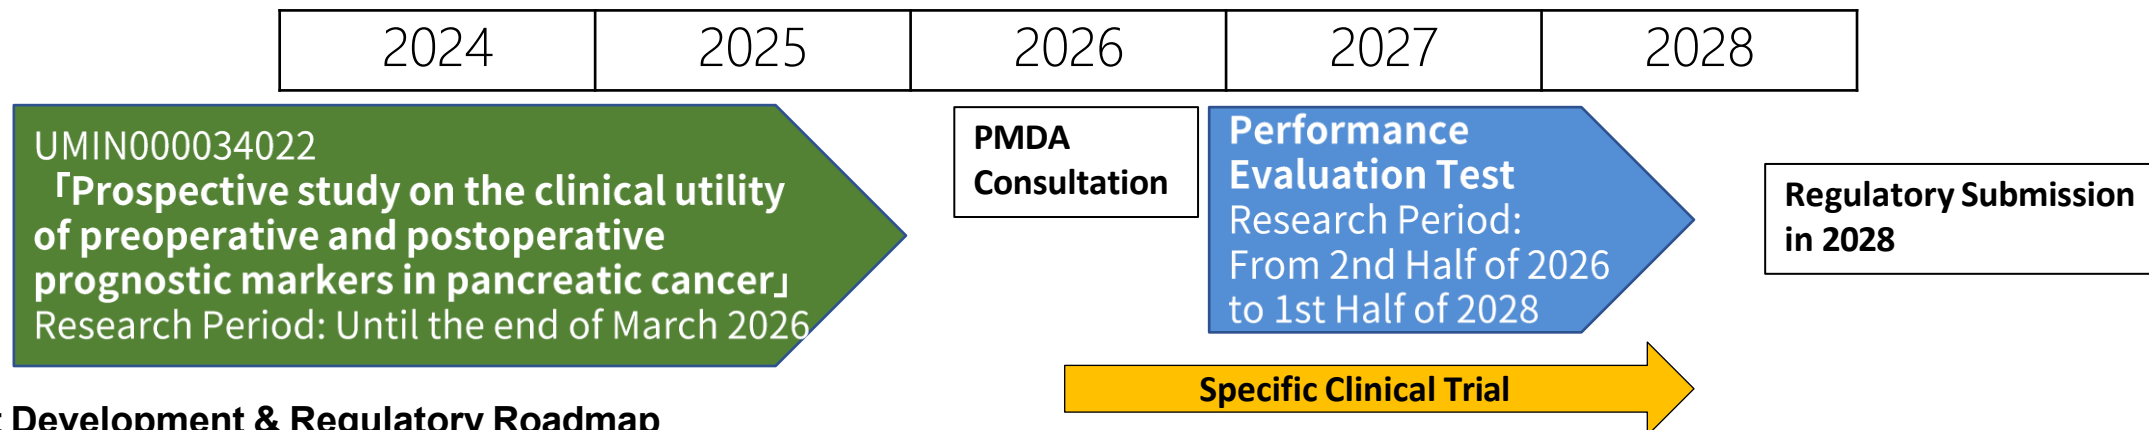 2024 2025 2026 2027 2028
UMIN000034022
「Prospective study on the clinical utility
of preoperative and postoperative
prognostic markers in pancreatic cancer」
Research Period: Until the end of March 2026
PMDA
Consultation
Performance
Evaluation Test
Research Period:
From 2nd Half of 2026
to 1st Half of 2028
Regulatory Submission
in 2028
Specific Clinical Trial
Development & Regulatory Roadmap